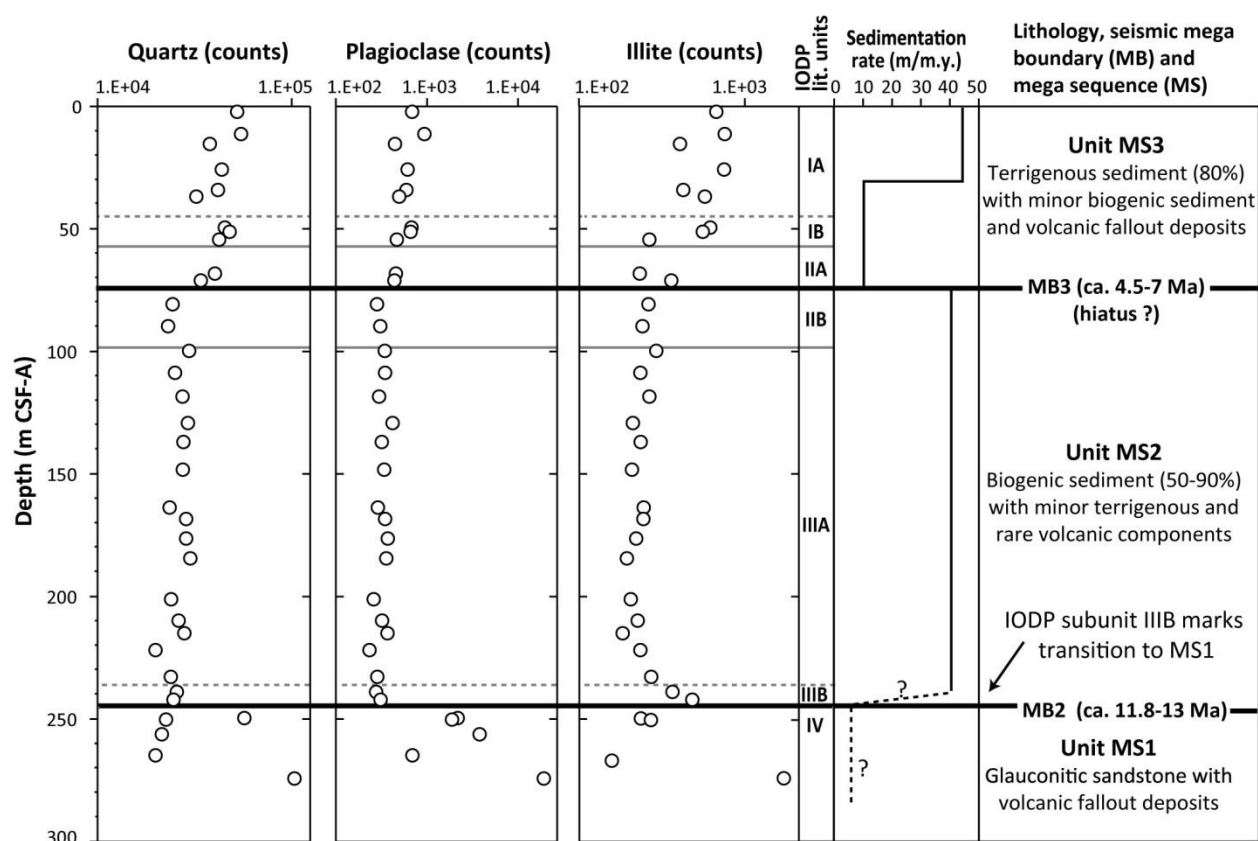 Quartz (counts)
1.E+04 1.E+05
Plagioclase (counts)
1.E+02 1.E+03 1.E+04
Illite (counts)
1.E+02 1.E+03
IODP
lit. units
Sedimentation
rate (m/m.y.)
0 10 20 30 40 50
Lithology, seismic mega
boundary (MB) and
mega sequence (MS)
Depth (m CSF-A)
0
50
100
150
200
250
300
IA
IB
IIA
IIB
IIIA
IIIB
IV
?
?
Unit MS3
Terrigenous sediment (80%)
with minor biogenic sediment
and volcanic fallout deposits
MB3 (ca. 4.5-7 Ma)
(hiatus ?)
Unit MS2
Biogenic sediment (50-90%)
with minor terrigenous and
rare volcanic components
IODP subunit IIIB marks
transition to MS1
MB2 (ca. 11.8-13 Ma)
Unit MS1
Glauconitic sandstone with
volcanic fallout deposits